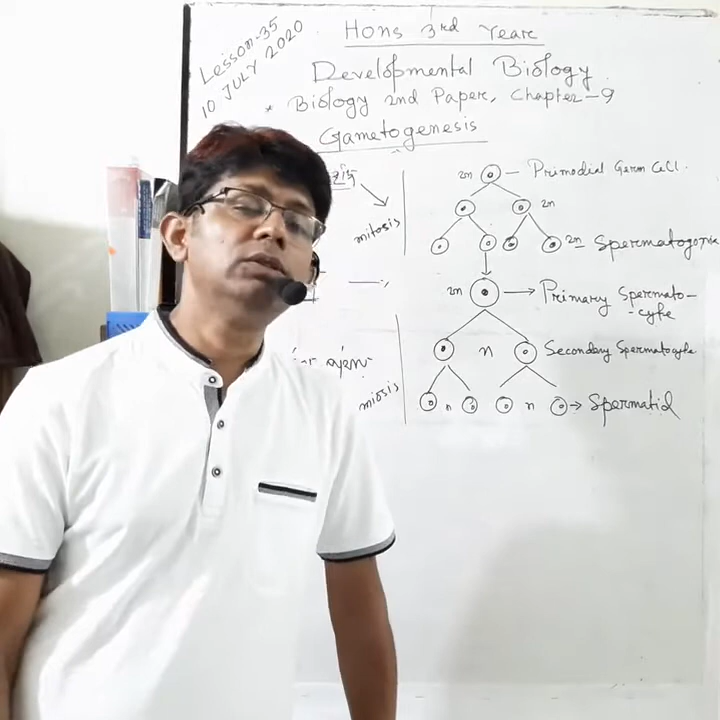 Lesson-35
10 JULY 2020
Hons 3rd Year
Developmental Biology
* Biology 2nd Paper, Chapter-9
Gametogenesis
2n — Primodial Germ Cell.
mitosis
2n
2n — Spermatogonia
2n → Primary Spermato-
-cyte
n Secondary Spermatocyte
miosis
n n → Spermatid